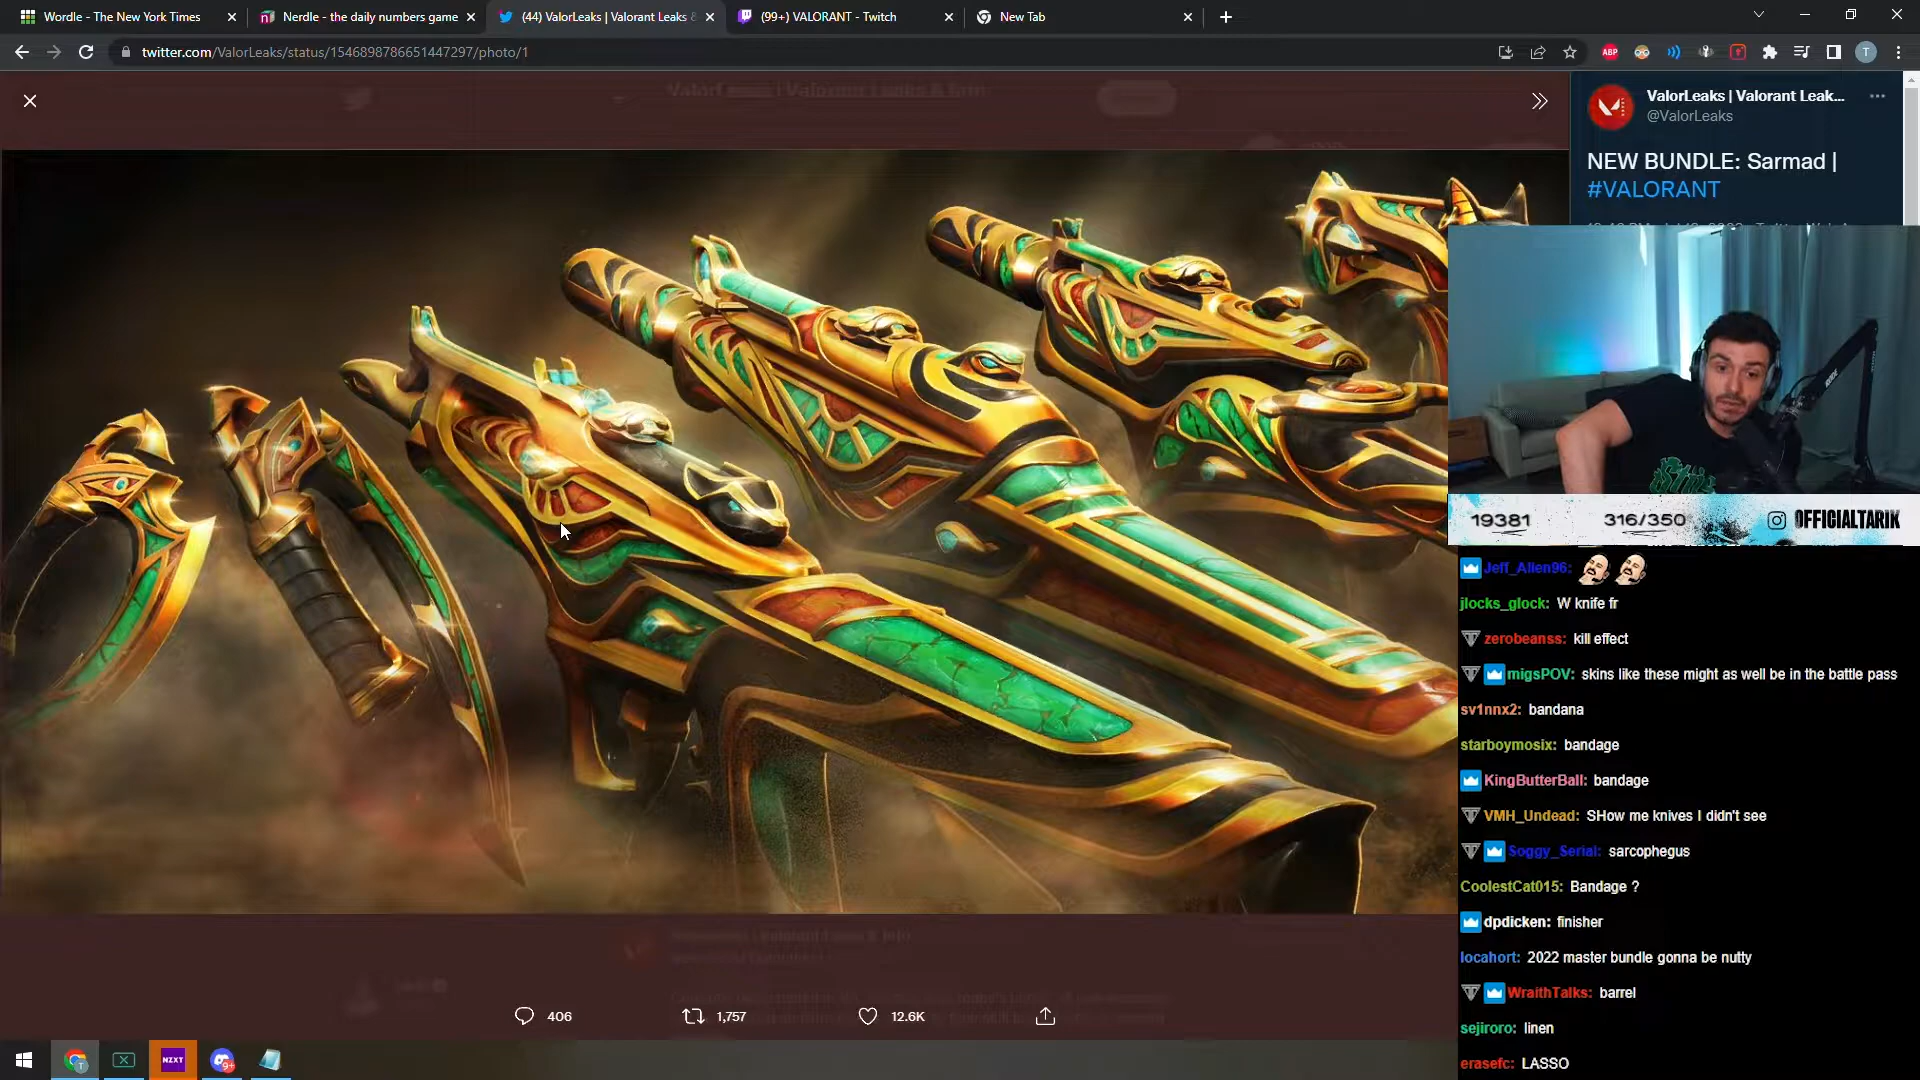 Wordle - The New York Times
Nerdle - the daily numbers game
(44) ValorLeaks | Valorant Leaks &
(99+) VALORANT - Twitch
New Tab
twitter.com/ValorLeaks/status/1546898786651447297/photo/1
ABP
T
ValorLeaks | Valorant Leak...
@ValorLeaks
NEW BUNDLE: Sarmad |
#VALORANT
RODE
19381
316/350
OFFICIALTARIK
Jeff_Allen96:
jlocks_glock: W knife fr
zerobeanss: kill effect
migsPOV: skins like these might as well be in the battle pass
sv1nnx2: bandana
starboymosix: bandage
KingButterBall: bandage
VMH_Undead: SHow me knives I didn't see
Soggy_Serial: sarcophegus
CoolestCat015: Bandage ?
dpdicken: finisher
locahort: 2022 master bundle gonna be nutty
WraithTalks: barrel
sejiroro: linen
erasefc: LASSO
406
1,757
12.6K
NZXT
9+